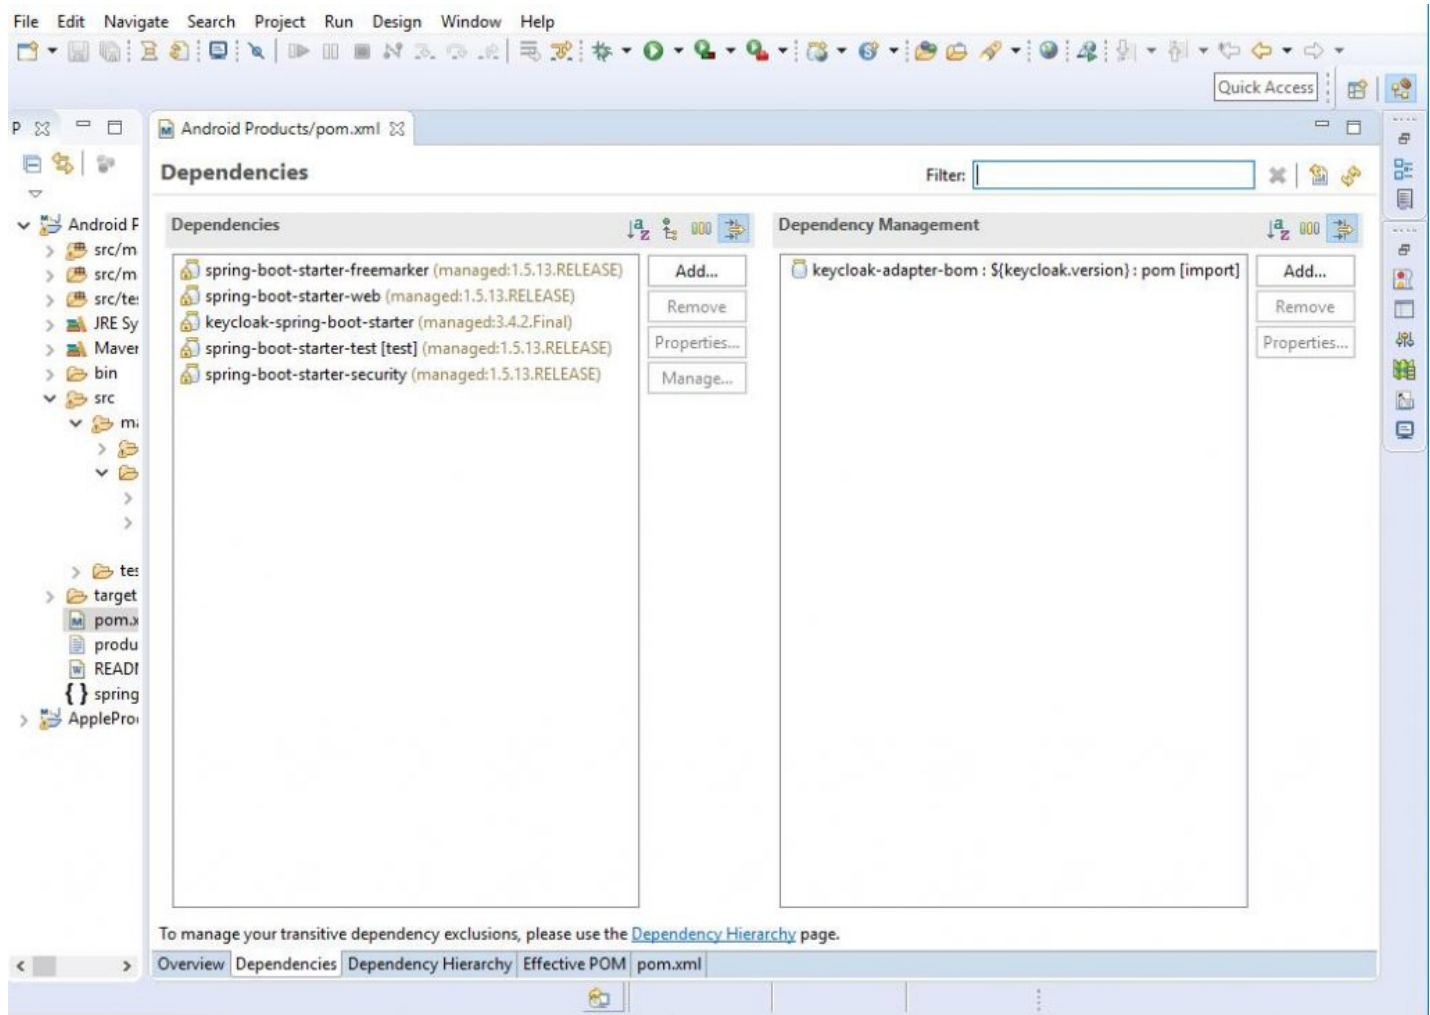 File Edit Navigate Search Project Run Design Window Help
Quick Access
P
Android Products/pom.xml
Dependencies
Filter:
Dependencies
Dependency Management
Android P
src/m
src/m
src/te
JRE Sy
Maver
bin
src
ma
tes
target
pom.x
produ
READI
{ } spring
AppleProd
spring-boot-starter-freemarker (managed:1.5.13.RELEASE)
spring-boot-starter-web (managed:1.5.13.RELEASE)
keycloak-spring-boot-starter (managed:3.4.2.Final)
spring-boot-starter-test [test] (managed:1.5.13.RELEASE)
spring-boot-starter-security (managed:1.5.13.RELEASE)
Add...
Remove
Properties...
Manage...
keycloak-adapter-bom : ${keycloak.version} : pom [import]
Add...
Remove
Properties...
To manage your transitive dependency exclusions, please use the Dependency Hierarchy page.
Overview Dependencies Dependency Hierarchy Effective POM pom.xml